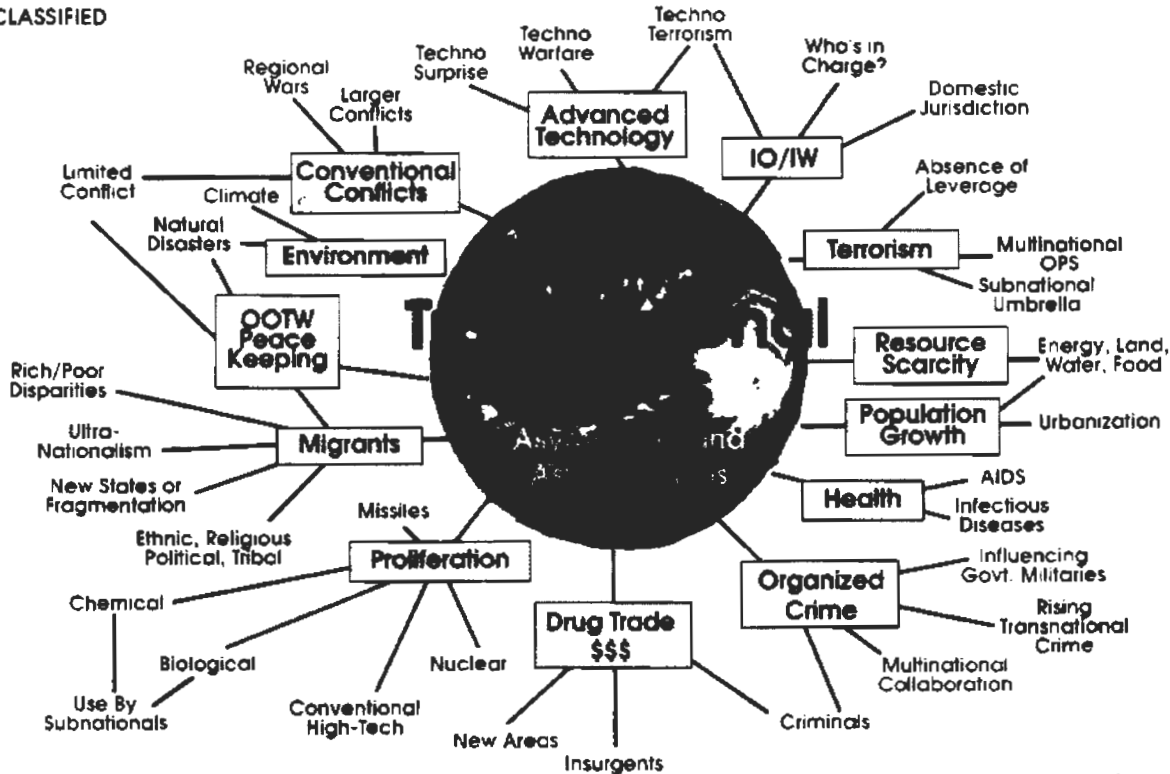 CLASSIFIED
Techno
Terrorism
Techno
Warfare
Techno
Surprise
Who's in
Charge?
Regional
Wars
Larger
Conflicts
Domestic
Jurisdiction
Advanced
Technology
IO/IW
Limited
Conflict
Conventional
Conflicts
Climate
Absence of
Leverage
Natural
Disasters
Environment
Terrorism
Multinational
OPS
Subnational
Umbrella
OOTW
Peace
Keeping
Resource
Scarcity
Energy, Land,
Water, Food
Rich/Poor
Disparities
Population
Growth
Urbanization
Ultra-
Nationalism
Migrants
Health
AIDS
Infectious
Diseases
New States or
Fragmentation
Ethnic, Religious
Political, Tribal
Missiles
Proliferation
Organized
Crime
Influencing
Govt. Militaries
Rising
Transnational
Crime
Multinational
Collaboration
Criminals
Drug Trade
$$$
Chemical
Biological
Nuclear
Use By
Subnationals
Conventional
High-Tech
New Areas
Insurgents